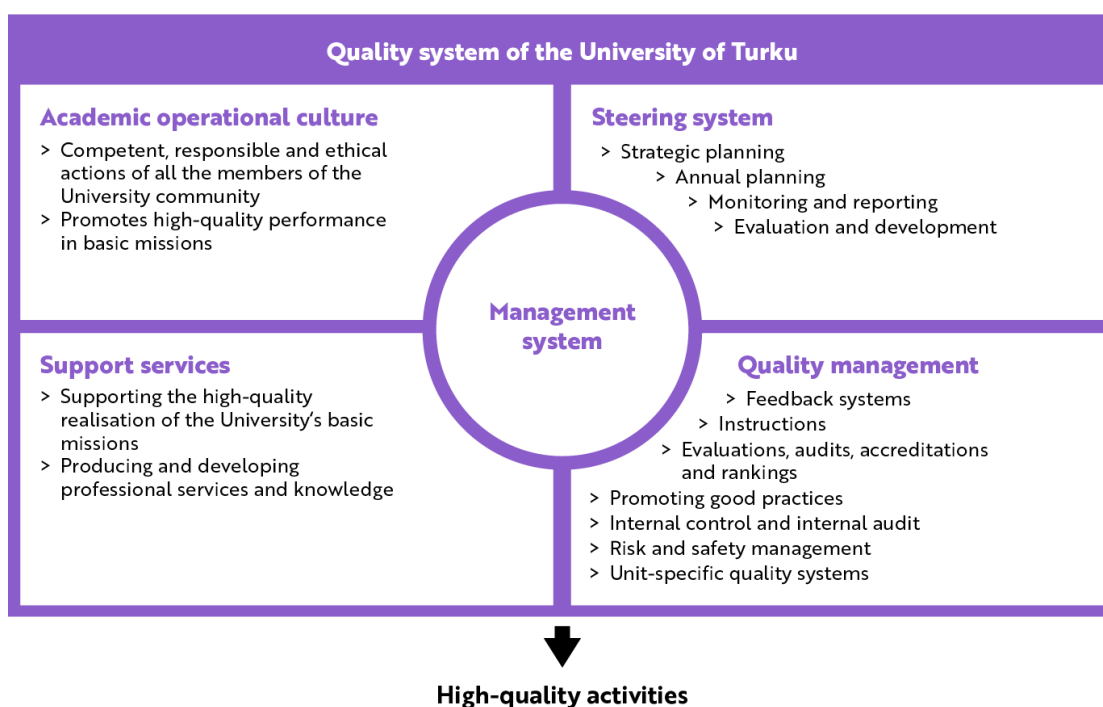 Quality system of the University of Turku
Academic operational culture
> Competent, responsible and ethical
actions of all the members of the
University community
> Promotes high-quality performance
in basic missions
Steering system
> Strategic planning
> Annual planning
> Monitoring and reporting
> Evaluation and development
Management
system
Support services
> Supporting the high-quality
realisation of the University's basic
missions
> Producing and developing
professional services and knowledge
Quality management
> Feedback systems
> Instructions
> Evaluations, audits, accreditations
and rankings
> Promoting good practices
> Internal control and internal audit
> Risk and safety management
> Unit-specific quality systems
High-quality activities